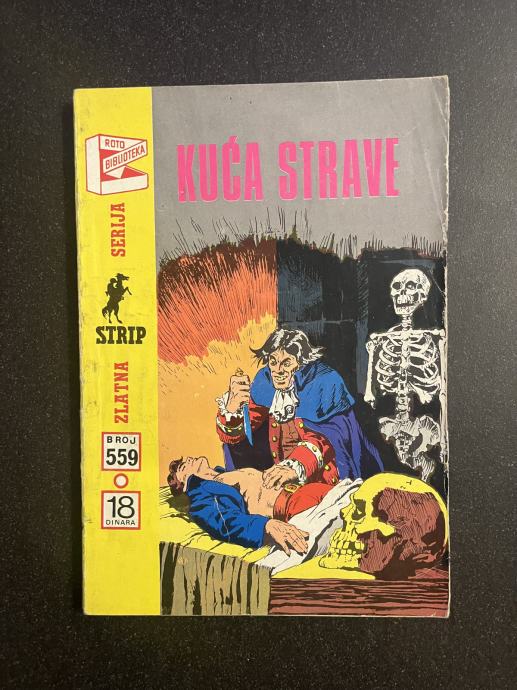 ROTO
BIBLIOTEKA
KUĆA STRAVE
ZLATNA SERIJA
STRIP
BROJ
559
18
DINARA